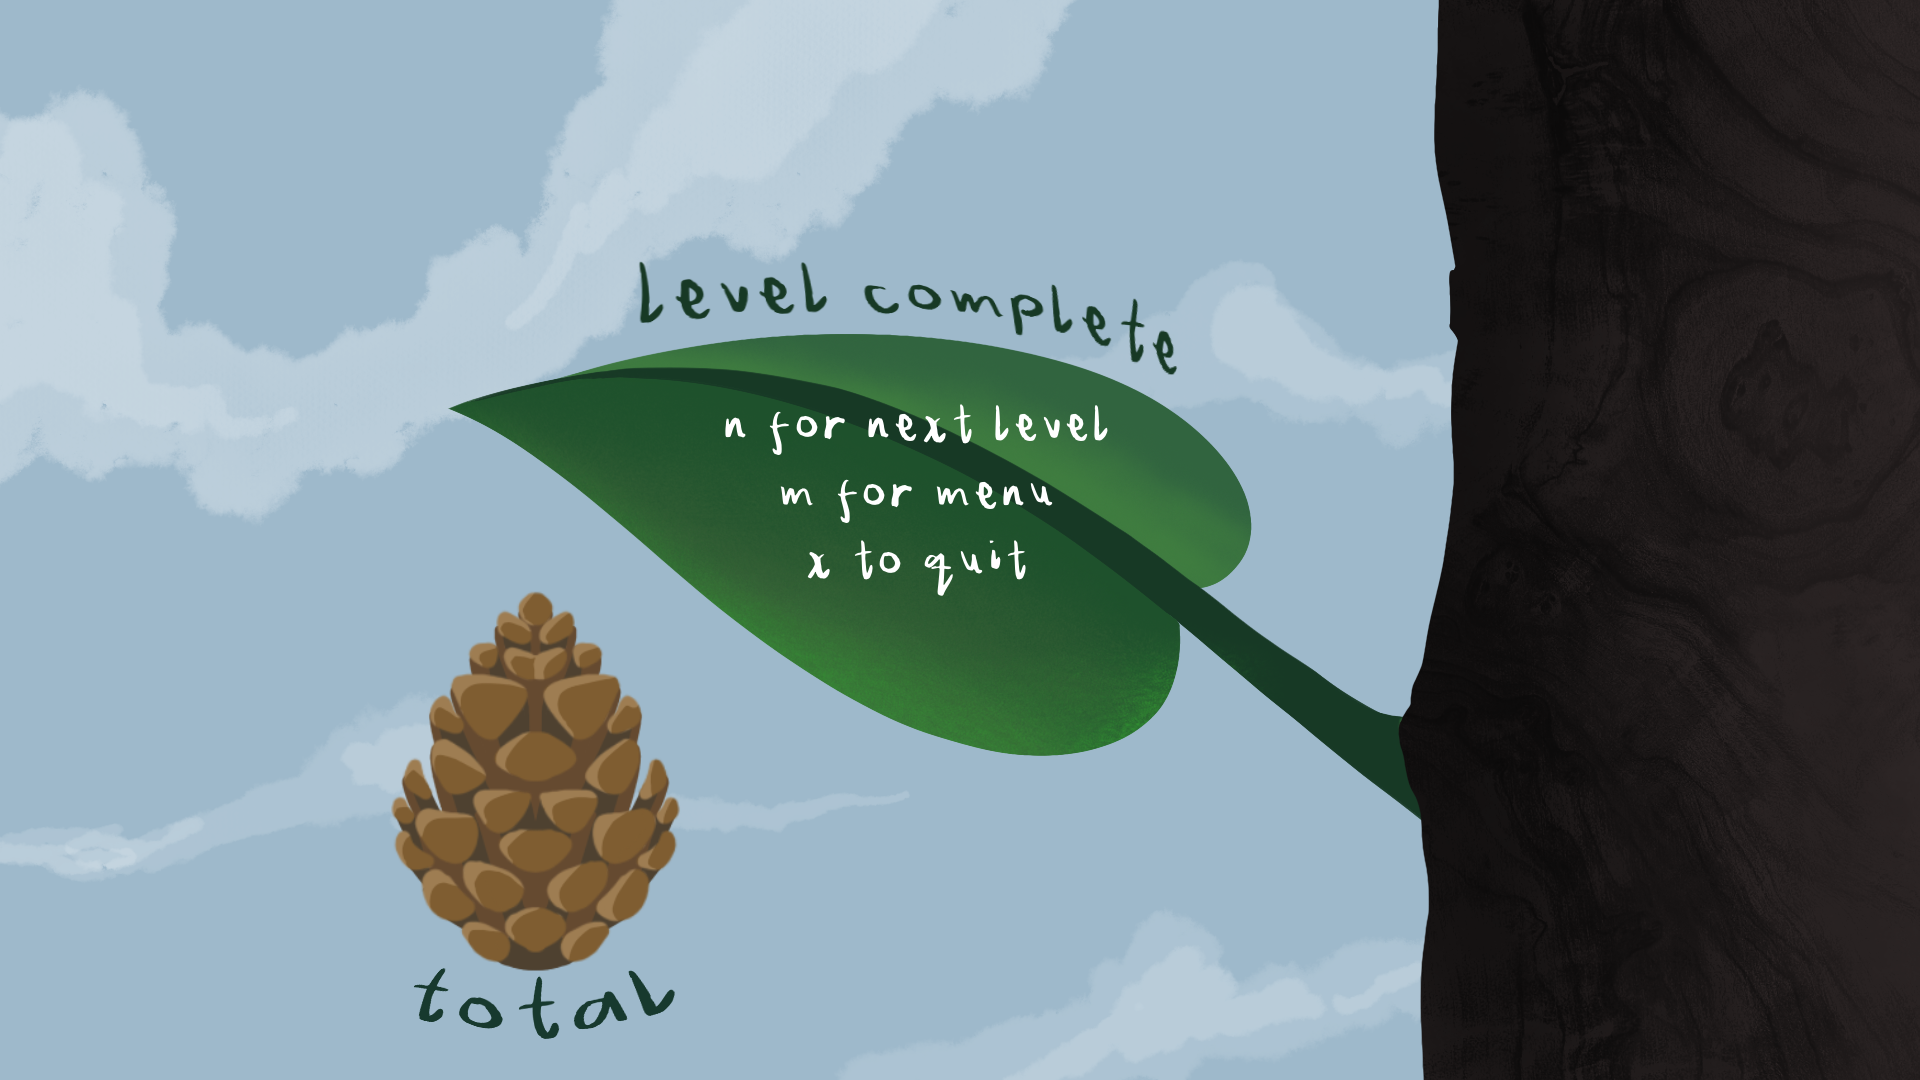 level complete
n for next level
m for menu
x to quit
total